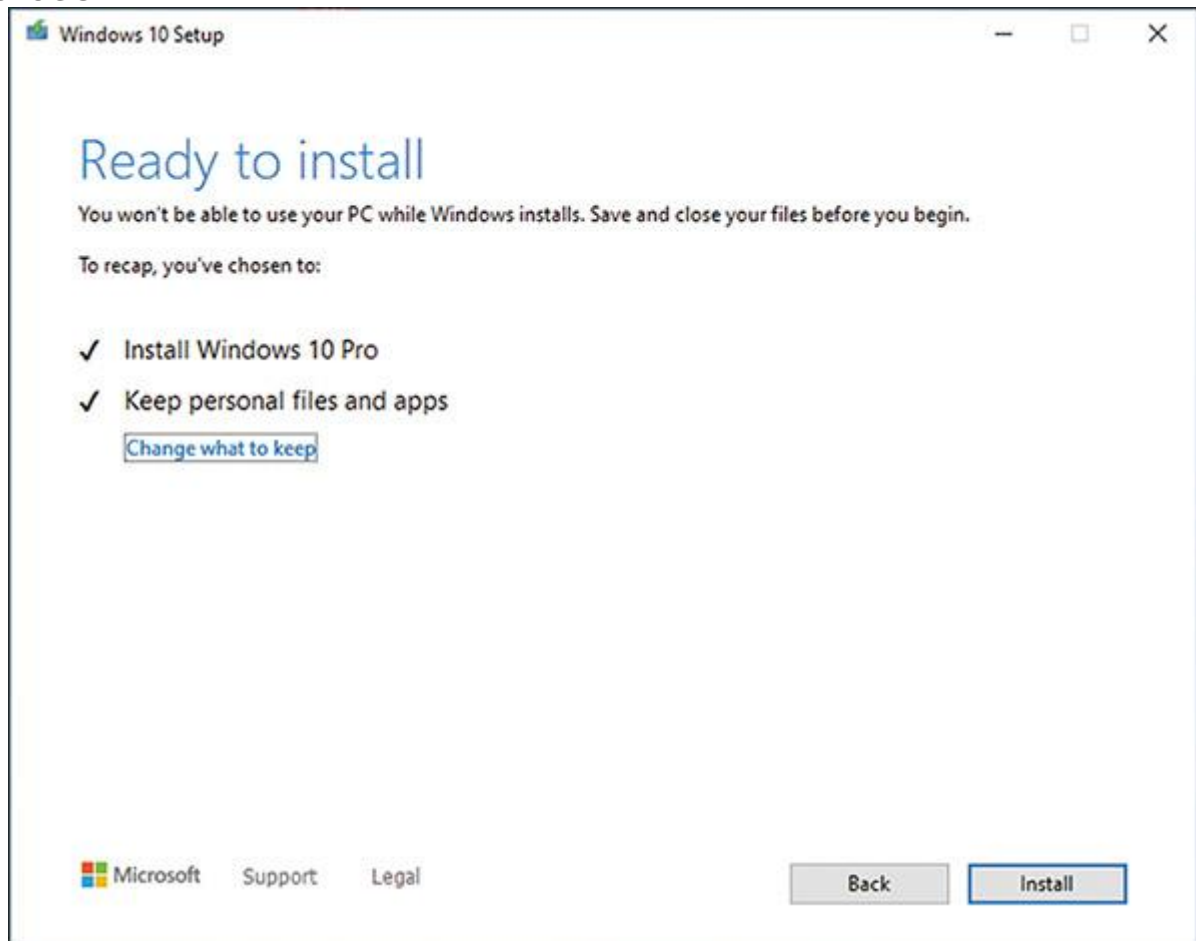 Windows 10 Setup
Ready to install
You won't be able to use your PC while Windows installs. Save and close your files before you begin.
To recap, you've chosen to:
✓ Install Windows 10 Pro
✓ Keep personal files and apps
Change what to keep
Microsoft Support Legal
Back Install